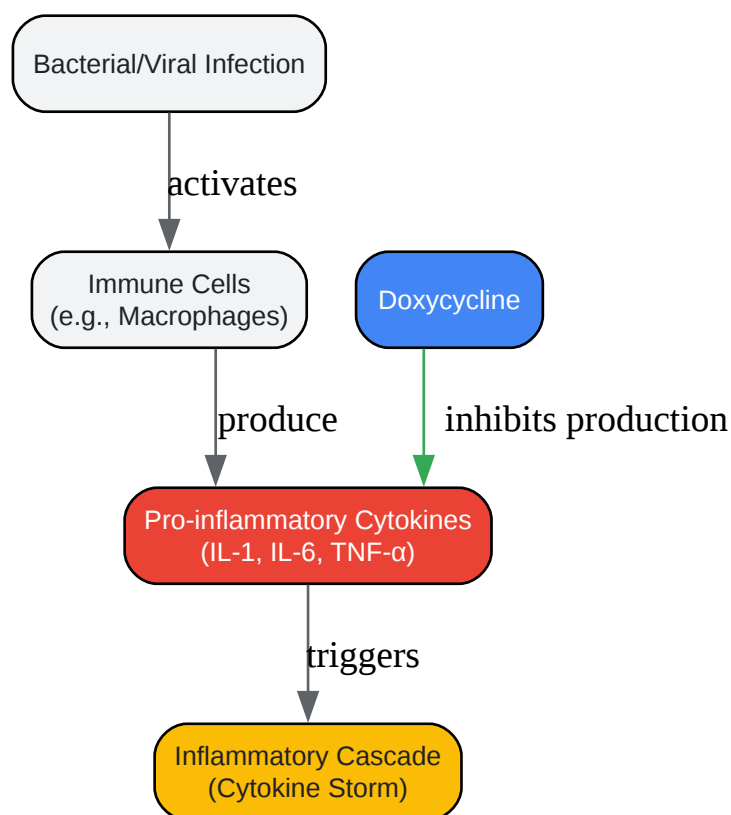 Bacterial/Viral Infection
activates
Immune Cells
(e.g., Macrophages)
Doxycycline
produce
inhibits production
Pro-inflammatory Cytokines
(IL-1, IL-6, TNF-α)
triggers
Inflammatory Cascade
(Cytokine Storm)